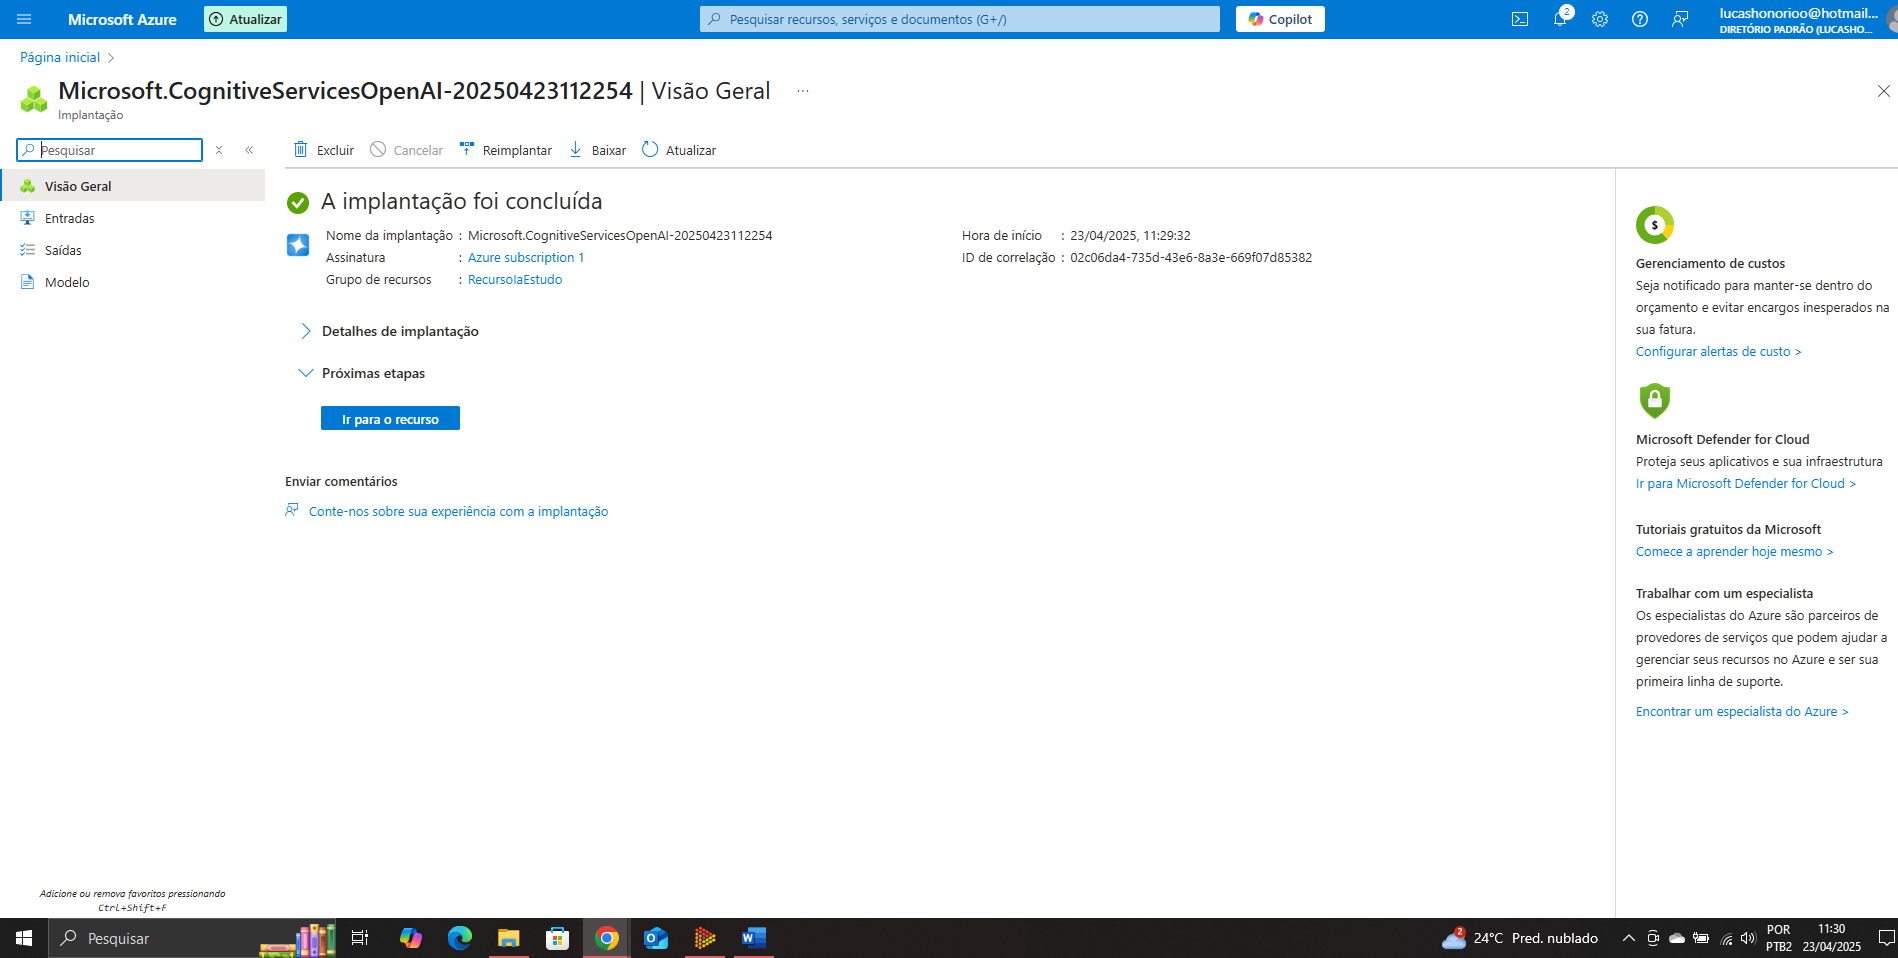 Microsoft Azure
Atualizar
Pesquisar recursos, serviços e documentos (G+/)
Copilot
2
lucashonorioo@hotmail...
DIRETÓRIO PADRÃO (LUCASHO...
Página inicial
Microsoft.CognitiveServicesOpenAI-20250423112254 | Visão Geral
Implantação
Pesquisar
Excluir
Cancelar
Reimplantar
Baixar
Atualizar
Visão Geral
Entradas
Saídas
Modelo
A implantação foi concluída
Nome da implantação : Microsoft.CognitiveServicesOpenAI-20250423112254
Assinatura : Azure subscription 1
Grupo de recursos : RecursoIaEstudo
Hora de início : 23/04/2025, 11:29:32
ID de correlação : 02c06da4-735d-43e6-8a3e-669f07d85382
Detalhes de implantação
Próximas etapas
Ir para o recurso
Enviar comentários
Conte-nos sobre sua experiência com a implantação
Gerenciamento de custos
Seja notificado para manter-se dentro do
orçamento e evitar encargos inesperados na
sua fatura.
Configurar alertas de custo >
Microsoft Defender for Cloud
Proteja seus aplicativos e sua infraestrutura
Ir para Microsoft Defender for Cloud >
Tutoriais gratuitos da Microsoft
Comece a aprender hoje mesmo >
Trabalhar com um especialista
Os especialistas do Azure são parceiros de
provedores de serviços que podem ajudar a
gerenciar seus recursos no Azure e ser sua
primeira linha de suporte.
Encontrar um especialista do Azure >
Adicione ou remova favoritos pressionando
Ctrl+Shift+F
Pesquisar
2
24°C Pred. nublado
POR
PTB2
11:30
23/04/2025